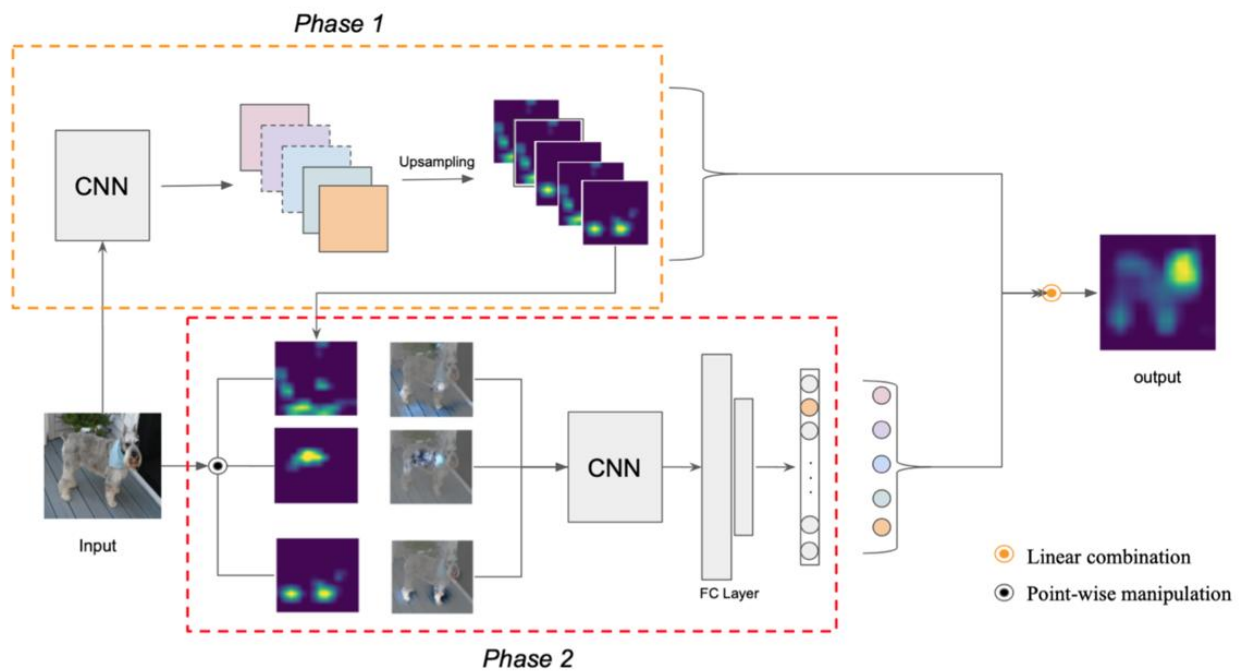 Phase 1
CNN
Upsampling
Input
CNN
FC Layer
output
Linear combination
Point-wise manipulation
Phase 2